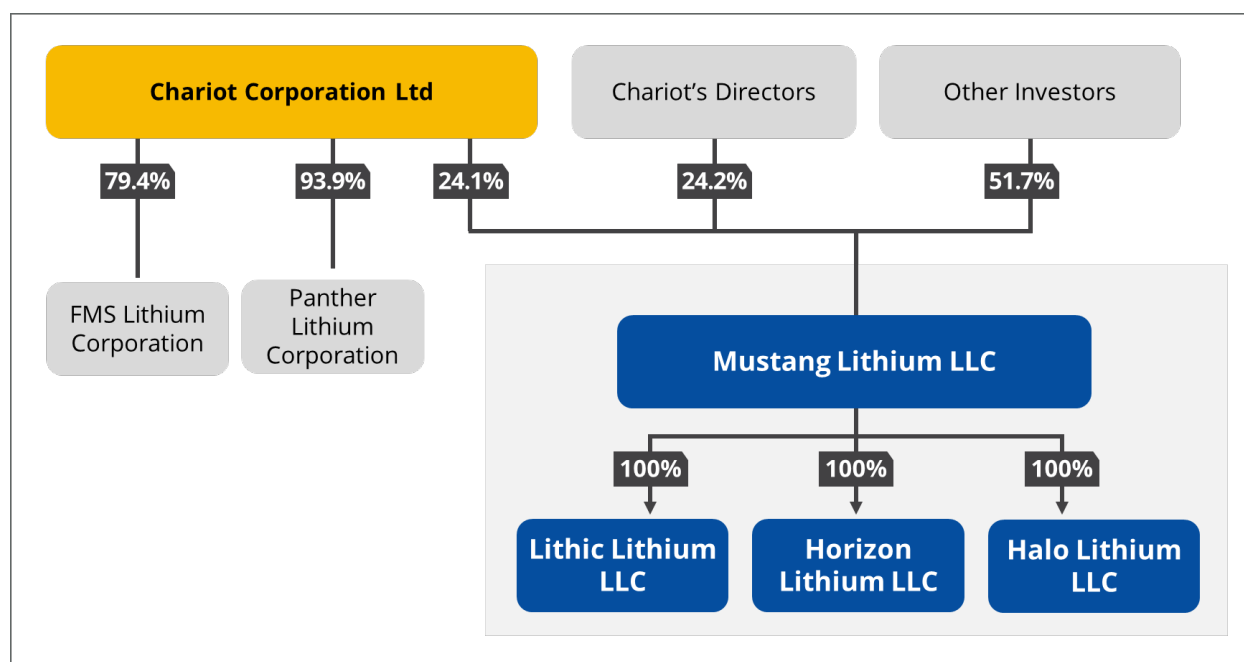 Chariot Corporation Ltd
Chariot's Directors
Other Investors
79.4%
93.9%
24.1%
24.2%
51.7%
FMS Lithium
Corporation
Panther
Lithium
Corporation
Mustang Lithium LLC
100%
100%
100%
Lithic Lithium
LLC
Horizon
Lithium LLC
Halo Lithium
LLC